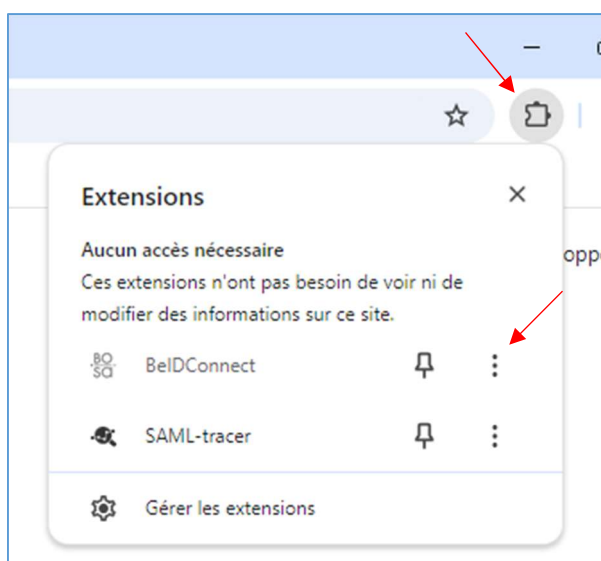 Extensions
Aucun accès nécessaire
Ces extensions n'ont pas besoin de voir ni de
modifier des informations sur ce site.
BO
SA BeIDConnect
SAML-tracer
Gérer les extensions
opp